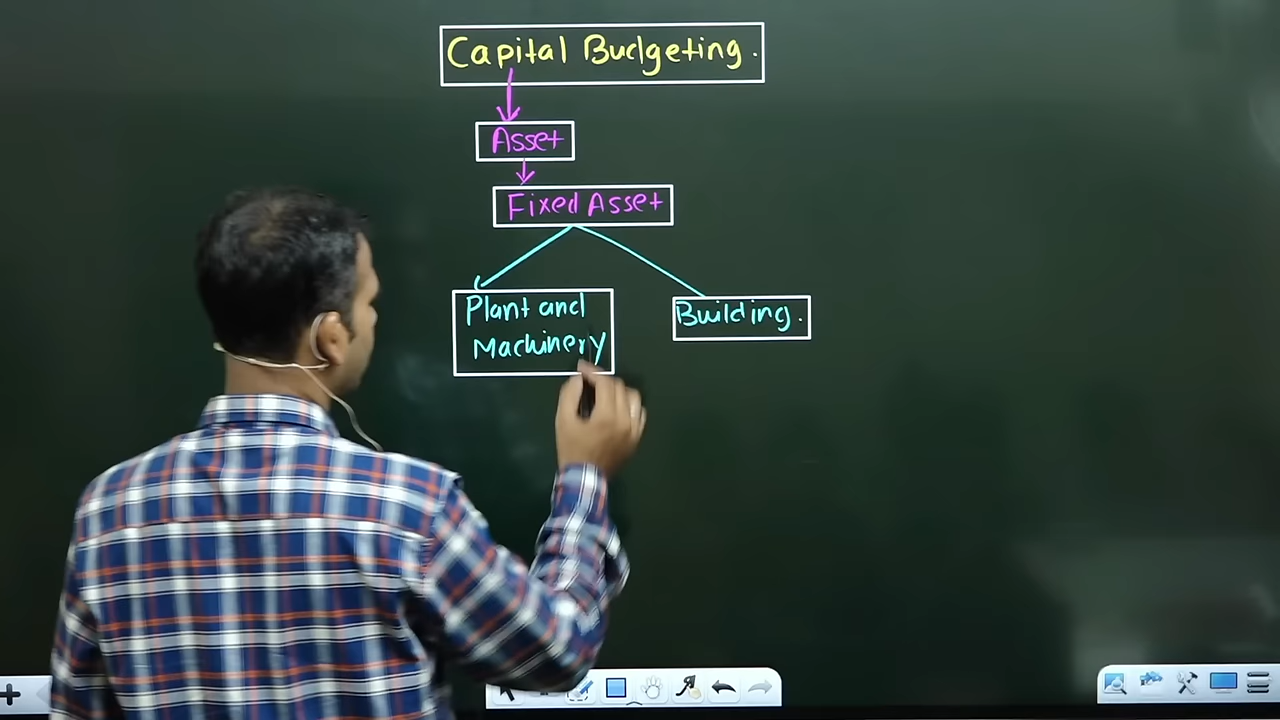 Capital Budgeting.
Asset
Fixed Asset
Plant and
Machinery
Building.